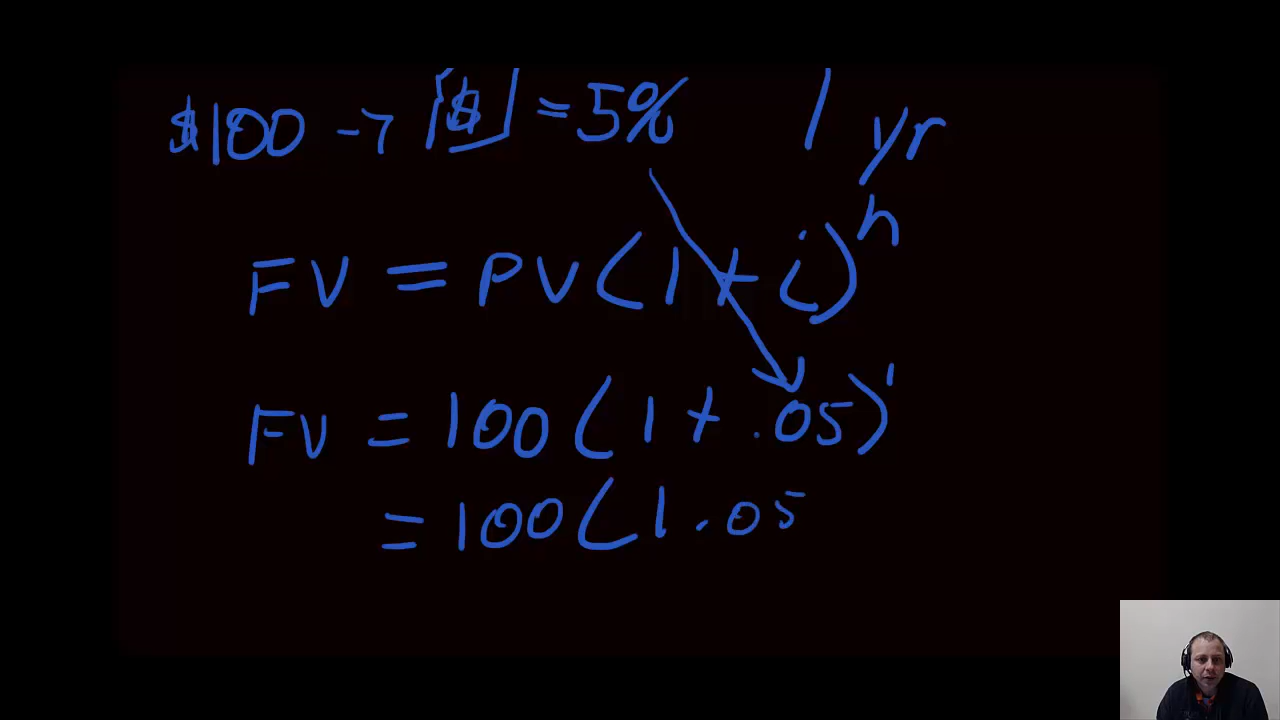 $100 → [$] = 5% 1 yr
FV = PV(1 + i)^n
FV = 100(1 + .05)^1
= 100(1.05